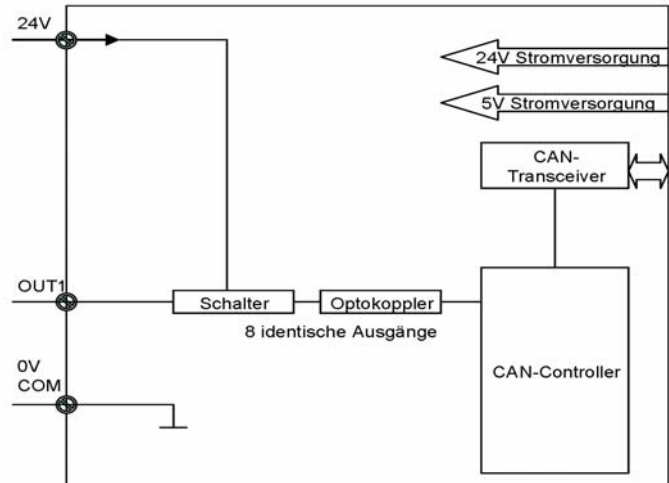 24V
24V Stromversorgung
5V Stromversorgung
CAN-
Transceiver
OUT1
Schalter
Optokoppler
8 identische Ausgänge
0V
COM
CAN-Controller